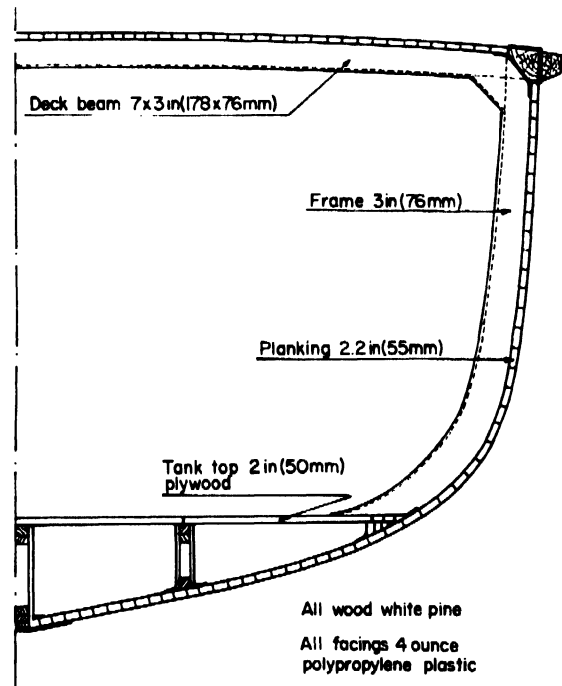 Deck beam 7x3in(178x76mm)
Frame 3in(76mm)
Planking 2.2in(55mm)
Tank top 2in(50mm)
plywood
All wood white pine
All facings 4 ounce
polypropylene plastic